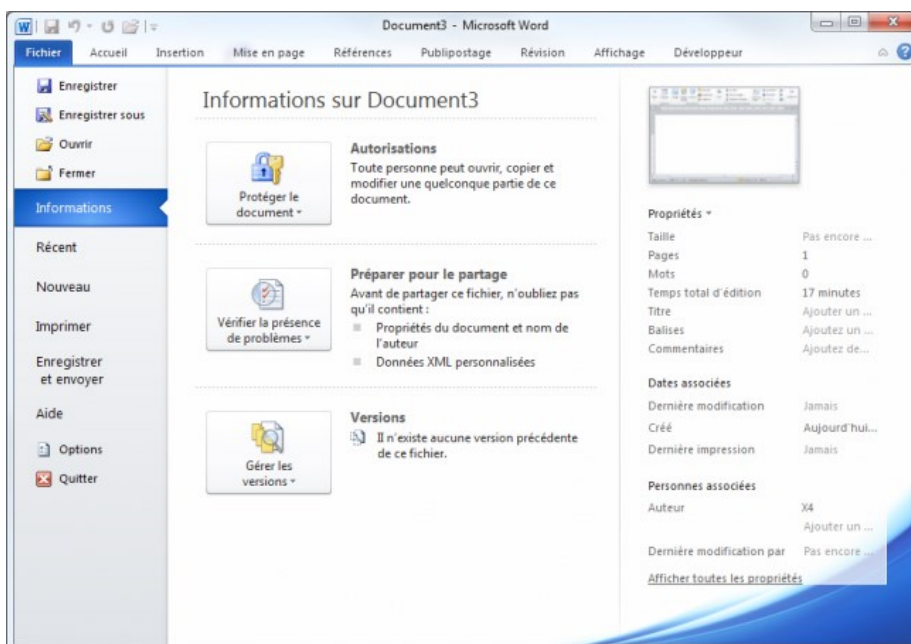 Document3 - Microsoft Word
Fichier Accueil Insertion Mise en page Références Publipostage Révision Affichage Développeur
Enregistrer
Enregistrer sous
Ouvrir
Fermer
Informations
Récent
Nouveau
Imprimer
Enregistrer
et envoyer
Aide
Options
Quitter
Informations sur Document3
Protéger le
document
Autorisations
Toute personne peut ouvrir, copier et
modifier une quelconque partie de ce
document.
Vérifier la présence
de problèmes
Préparer pour le partage
Avant de partager ce fichier, n'oubliez pas
qu'il contient :
Propriétés du document et nom de
l'auteur
Données XML personnalisées
Gérer les
versions
Versions
Il n'existe aucune version précédente
de ce fichier.
Propriétés
Taille Pas encore ...
Pages 1
Mots 0
Temps total d'édition 17 minutes
Titre Ajouter un ...
Balises Ajoutez un ...
Commentaires Ajoutez de...
Dates associées
Dernière modification Jamais
Créé Aujourd'hui...
Dernière impression Jamais
Personnes associées
Auteur X4
Ajouter un ...
Dernière modification par Pas encore ...
Afficher toutes les propriétés